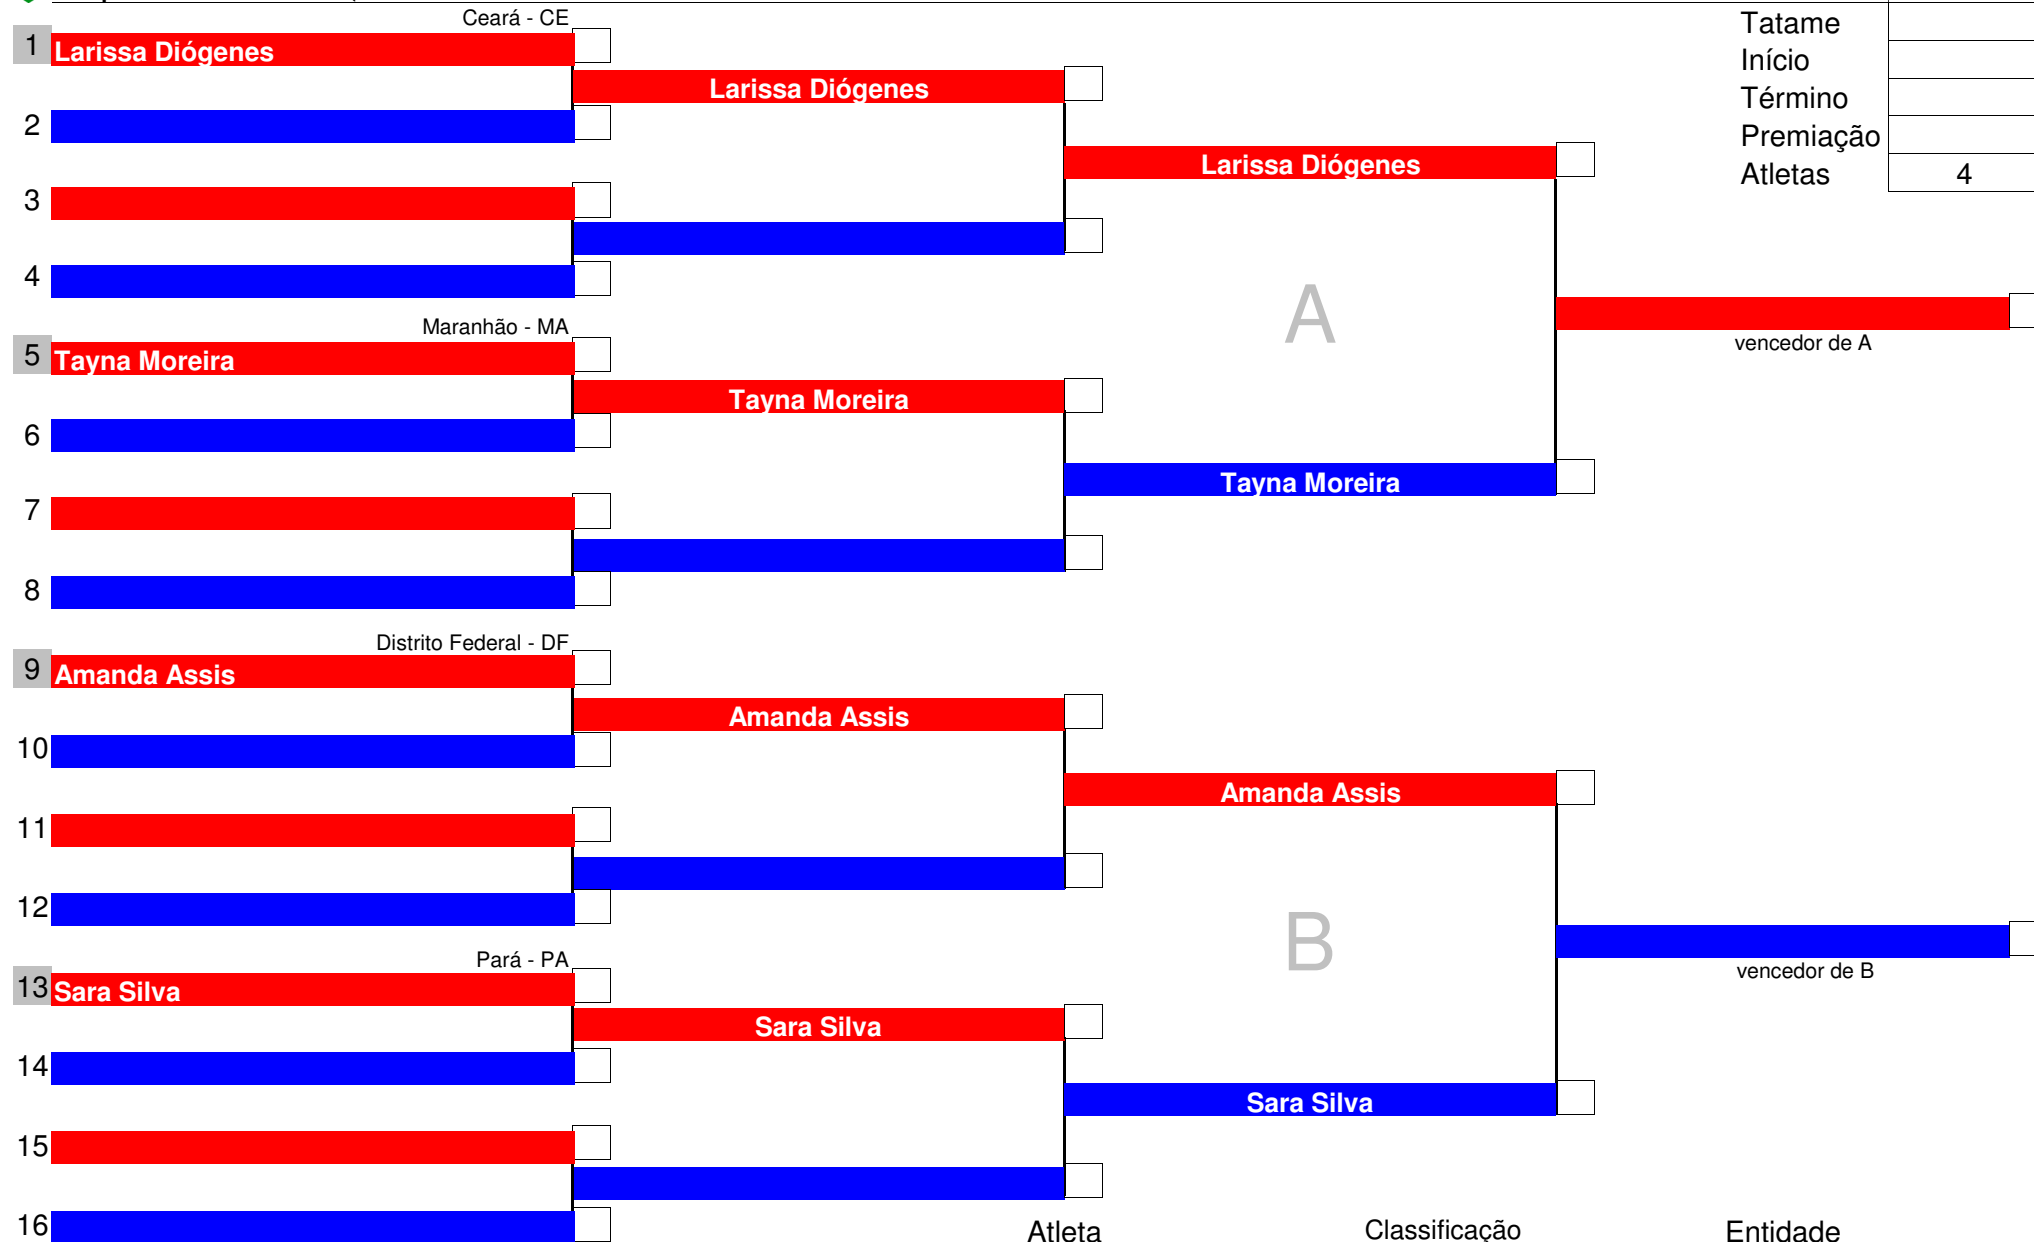 Ceará - CE
1 Larissa Diógenes
Larissa Diógenes
2
Larissa Diógenes
3
4
A
Maranhão - MA
5 Tayna Moreira
Tayna Moreira
6
Tayna Moreira
7
8
vencedor de A
Distrito Federal - DF
9 Amanda Assis
Amanda Assis
10
Amanda Assis
11
12
B
Pará - PA
13 Sara Silva
Sara Silva
14
Sara Silva
15
16
vencedor de B
Tatame
Início
Término
Premiação
Atletas 4
Atleta Classificação Entidade